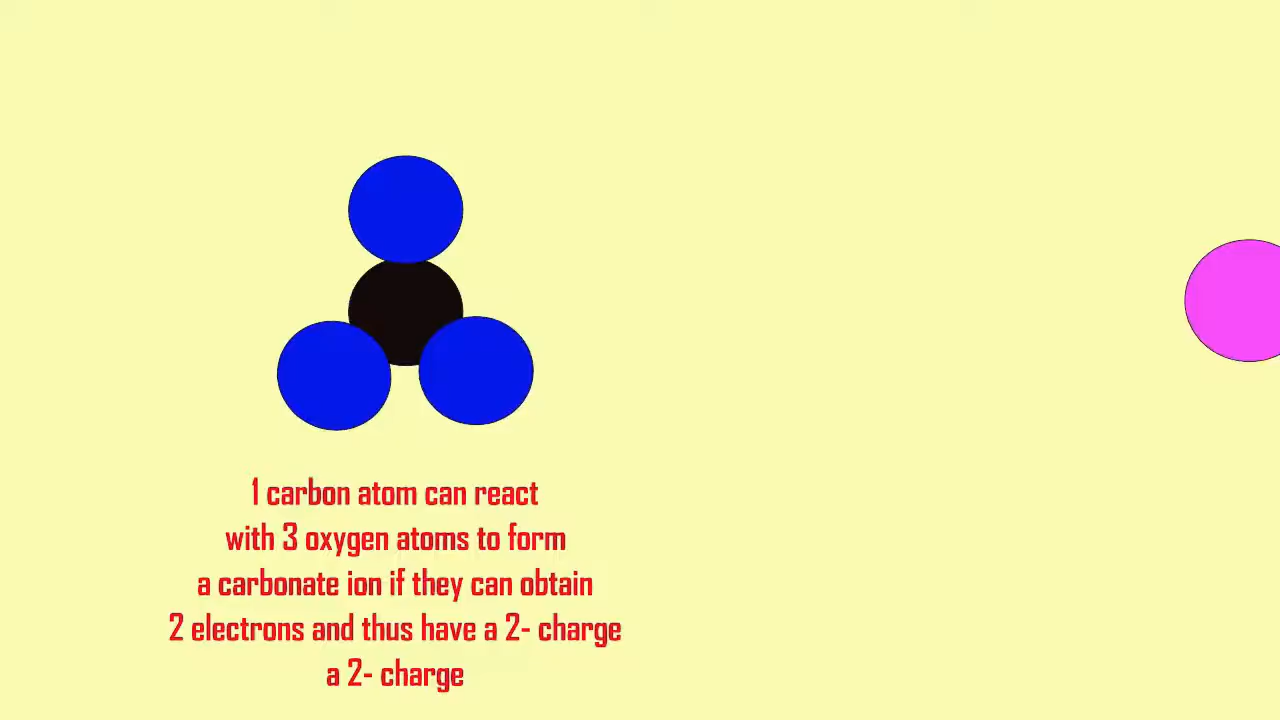 1 carbon atom can react
with 3 oxygen atoms to form
a carbonate ion if they can obtain
2 electrons and thus have a 2- charge
a 2- charge